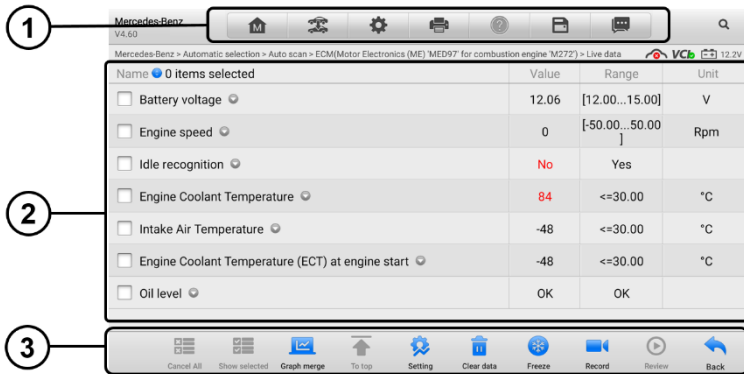 1
Mercedes-Benz
V4.60
M
?
Mercedes-Benz > Automatic selection > Auto scan > ECM(Motor Electronics (ME) 'MED97' for combustion engine 'M272') > Live data VCI 12.2V
2
Name 0 items selected Value Range Unit
Battery voltage 12.06 [12.00...15.00] V
Engine speed 0 [-50.00...50.00
] Rpm
Idle recognition No Yes
Engine Coolant Temperature 84 <=30.00 °C
Intake Air Temperature -48 <=30.00 °C
Engine Coolant Temperature (ECT) at engine start -48 <=30.00 °C
Oil level OK OK
3
Cancel All Show selected Graph merge To top Setting Clear data Freeze Record Review Back